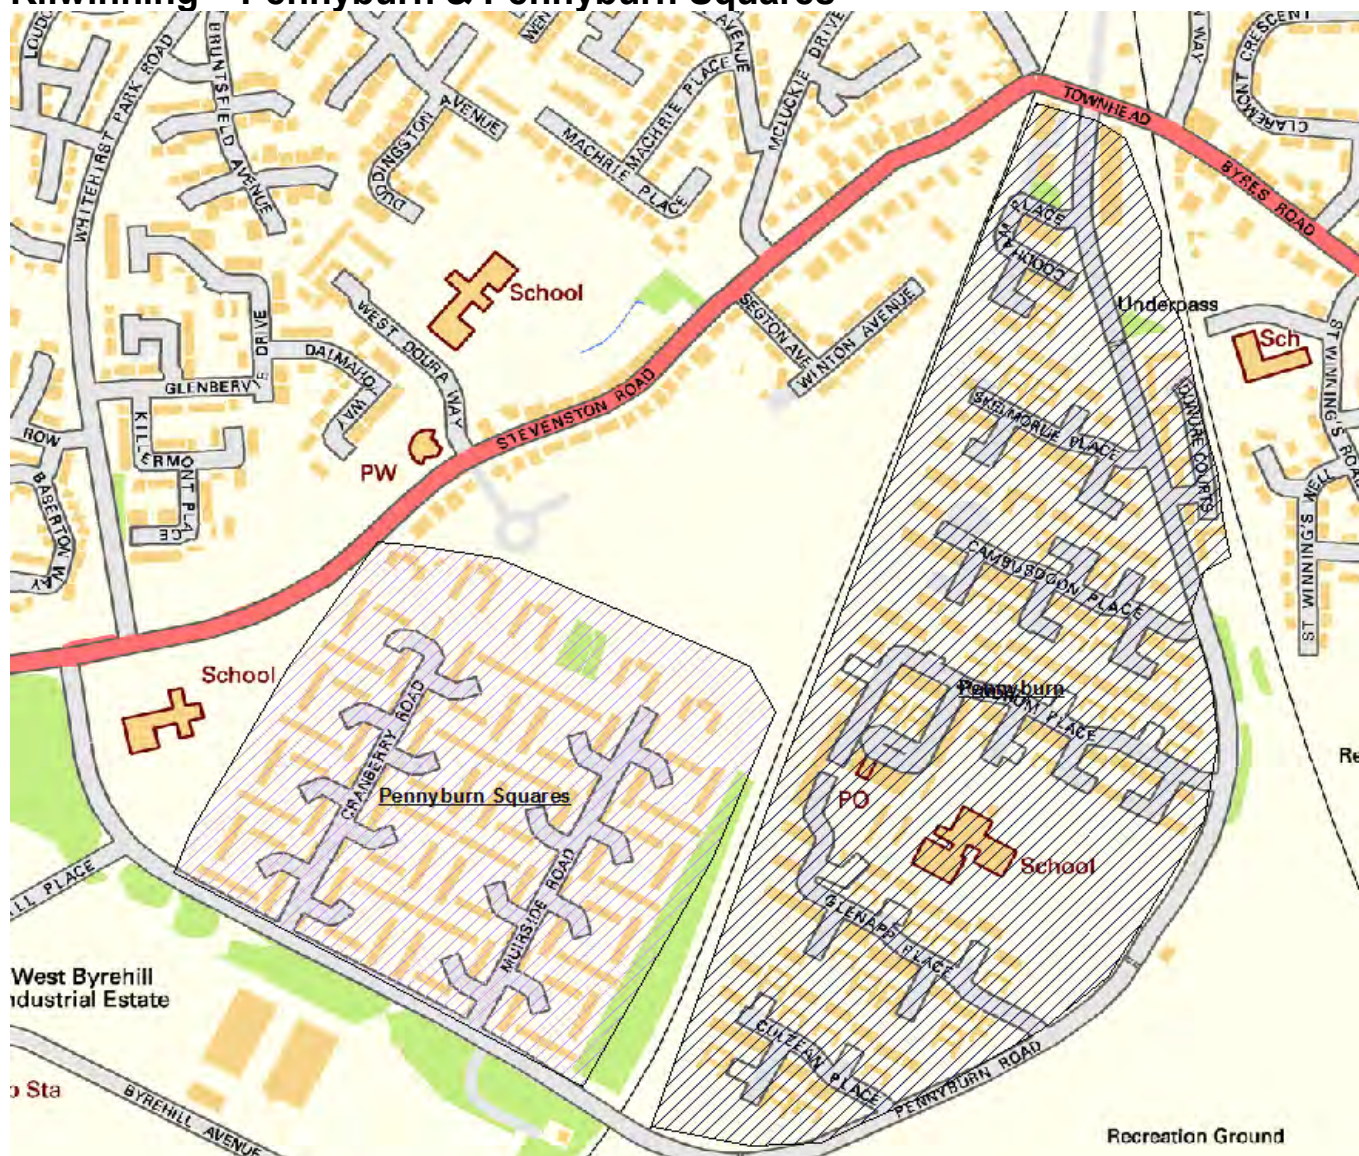 Kilwinning – Pennyburn & Pennyburn Squares
WHITEHIRST PARK ROAD
BRUNTSFIELD AVENUE
DUDDINGSTON
AVENUE
MACHRIE PLACE
MACHRIE PLACE
AVENUE
MCLUCKIE DRIVE
WAY
CLAREMONT CRESCENT
TOWNHEAD
BYRES ROAD
PLACE
Underpass
School
SEGTON AVE
WINTON AVENUE
Sch
ST WINNING'S ROAD
WEST DOURA WAY
DRIVE
DALMAHOY WAY
STEVENSTON ROAD
KILLERMONT PLACE
ROW
BABERTON WAY
PW
SKELMORLIE PLACE
DUNURE COURTS
ST WINNING'S WELL
CAMBUSDOON PLACE
School
CRANBERRY ROAD
Pennyburn
PLACE
Pennyburn Squares
PO
MUIRSIDE ROAD
School
GLENAPP PLACE
PLACE
West Byrehill
ndustrial Estate
CULZEAN PLACE
PENNYBURN ROAD
Sta
BYREHILL AVENUE
Recreation Ground